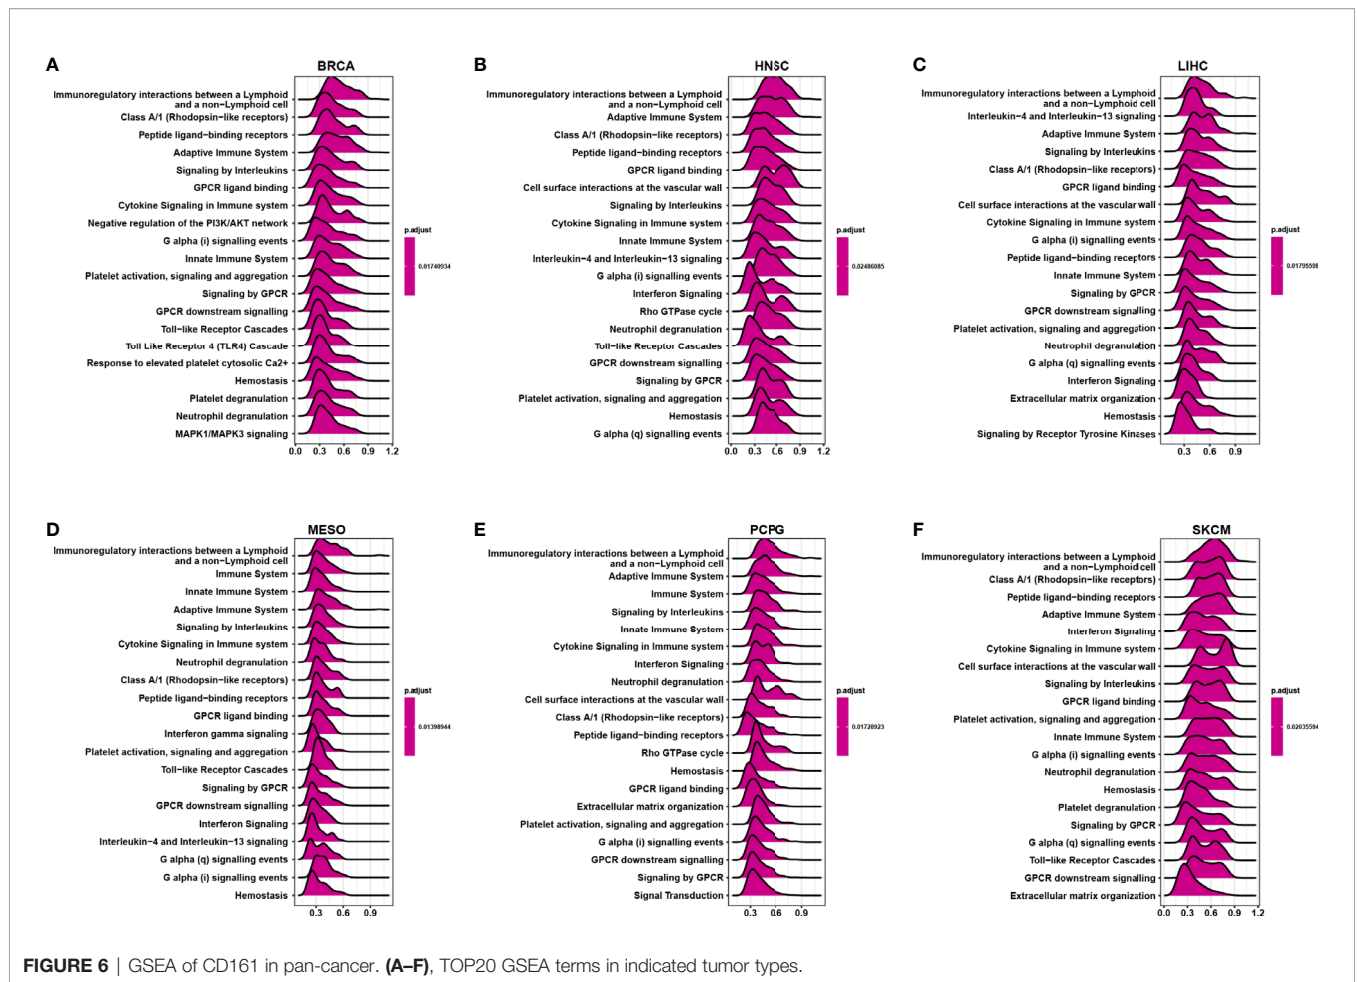 A
BRCA
Immunoregulatory interactions between a Lymphoid
and a non-Lymphoid cell
Class A/1 (Rhodopsin-like receptors)
Peptide ligand-binding receptors
Adaptive Immune System
Signaling by Interleukins
GPCR ligand binding
Cytokine Signaling in Immune system
Negative regulation of the PI3K/AKT network
G alpha (i) signalling events
Innate Immune System
Platelet activation, signaling and aggregation
Signaling by GPCR
GPCR downstream signalling
Toll-like Receptor Cascades
Toll Like Receptor 4 (TLR4) Cascade
Response to elevated platelet cytosolic Ca2+
Hemostasis
Platelet degranulation
Neutrophil degranulation
MAPK1/MAPK3 signaling
0.0 0.3 0.6 0.9 1.2
p.adjust
0.01740934
B
HNSC
Immunoregulatory interactions between a Lymphoid
and a non-Lymphoid cell
Adaptive Immune System
Class A/1 (Rhodopsin-like receptors)
Peptide ligand-binding receptors
GPCR ligand binding
Cell surface interactions at the vascular wall
Signaling by Interleukins
Cytokine Signaling in Immune system
Innate Immune System
Interleukin-4 and Interleukin-13 signaling
G alpha (i) signalling events
Interferon Signaling
Rho GTPase cycle
Neutrophil degranulation
Toll-like Receptor Cascades
GPCR downstream signalling
Signaling by GPCR
Platelet activation, signaling and aggregation
Hemostasis
G alpha (q) signalling events
0.0 0.3 0.6 0.9 1.2
p.adjust
0.02486085
C
LIHC
Immunoregulatory interactions between a Lymphoid
and a non-Lymphoid cell
Interleukin-4 and Interleukin-13 signaling
Adaptive Immune System
Signaling by Interleukins
Class A/1 (Rhodopsin-like receptors)
GPCR ligand binding
Cell surface interactions at the vascular wall
Cytokine Signaling in Immune system
G alpha (i) signalling events
Peptide ligand-binding receptors
Innate Immune System
Signaling by GPCR
GPCR downstream signalling
Platelet activation, signaling and aggregation
Neutrophil degranulation
G alpha (q) signalling events
Interferon Signaling
Extracellular matrix organization
Hemostasis
Signaling by Receptor Tyrosine Kinases
0.3 0.6 0.9
p.adjust
0.01795598
D
MESO
Immunoregulatory interactions between a Lymphoid
and a non-Lymphoid cell
Immune System
Innate Immune System
Adaptive Immune System
Signaling by Interleukins
Cytokine Signaling in Immune system
Neutrophil degranulation
Class A/1 (Rhodopsin-like receptors)
Peptide ligand-binding receptors
GPCR ligand binding
Interferon gamma signaling
Platelet activation, signaling and aggregation
Toll-like Receptor Cascades
Signaling by GPCR
GPCR downstream signalling
Interferon Signaling
Interleukin-4 and Interleukin-13 signaling
G alpha (q) signalling events
G alpha (i) signalling events
Hemostasis
0.3 0.6 0.9
p.adjust
0.01398944
E
PCPG
Immunoregulatory interactions between a Lymphoid
and a non-Lymphoid cell
Adaptive Immune System
Immune System
Signaling by Interleukins
Innate Immune System
Cytokine Signaling in Immune system
Interferon Signaling
Neutrophil degranulation
Cell surface interactions at the vascular wall
Class A/1 (Rhodopsin-like receptors)
Peptide ligand-binding receptors
Rho GTPase cycle
Hemostasis
GPCR ligand binding
Extracellular matrix organization
Platelet activation, signaling and aggregation
G alpha (i) signalling events
GPCR downstream signalling
Signaling by GPCR
Signal Transduction
0.3 0.6 0.9
p.adjust
0.01728923
F
SKCM
Immunoregulatory interactions between a Lymphoid
and a non-Lymphoid cell
Class A/1 (Rhodopsin-like receptors)
Peptide ligand-binding receptors
Adaptive Immune System
Interferon Signaling
Cytokine Signaling in Immune system
Cell surface interactions at the vascular wall
Signaling by Interleukins
GPCR ligand binding
Platelet activation, signaling and aggregation
Innate Immune System
G alpha (i) signalling events
Neutrophil degranulation
Hemostasis
Platelet degranulation
Signaling by GPCR
G alpha (q) signalling events
Toll-like Receptor Cascades
GPCR downstream signalling
Extracellular matrix organization
0.0 0.3 0.6 0.9 1.2
p.adjust
0.02035594
FIGURE 6 | GSEA of CD161 in pan-cancer. (A–F), TOP20 GSEA terms in indicated tumor types.